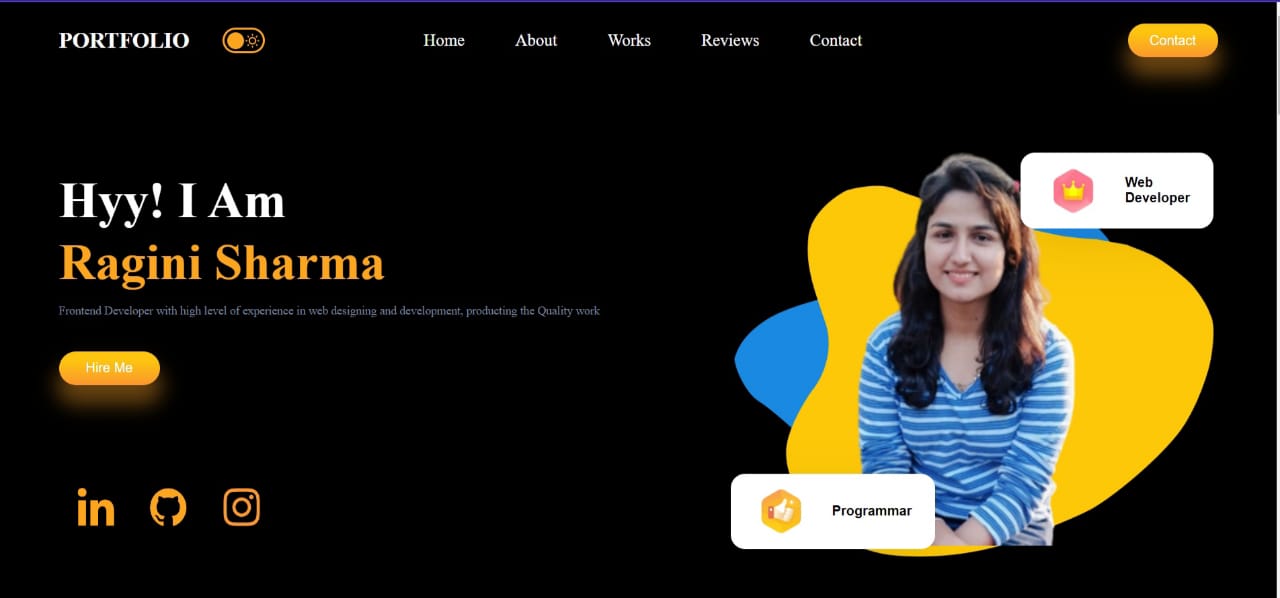 PORTFOLIO
Home
About
Works
Reviews
Contact
Contact
Hyy! I Am
Ragini Sharma
Frontend Developer with high level of experience in web designing and development, producting the Quality work
Hire Me
in
Web
Developer
Programmar